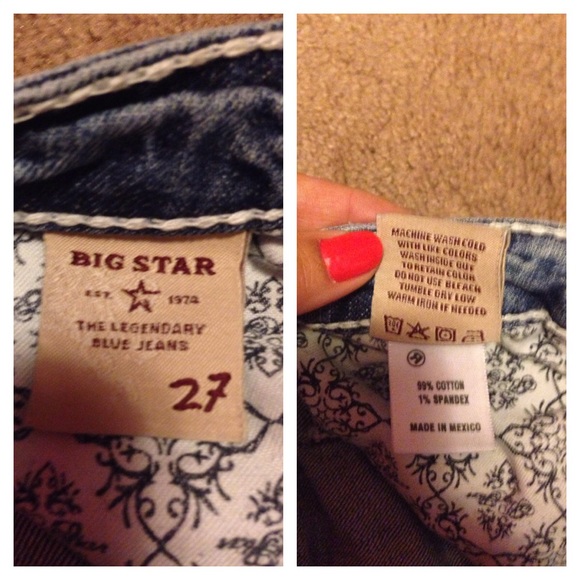 BIG STAR
EST. 1974
THE LEGENDARY
BLUE JEANS
27
MACHINE WASH COLD
WITH LIKE COLORS
WASH INSIDE OUT
TO RETAIN COLOR
DO NOT USE BLEACH
TUMBLE DRY LOW
WARM IRON IF NEEDED
99% COTTON
1% SPANDEX
MADE IN MEXICO